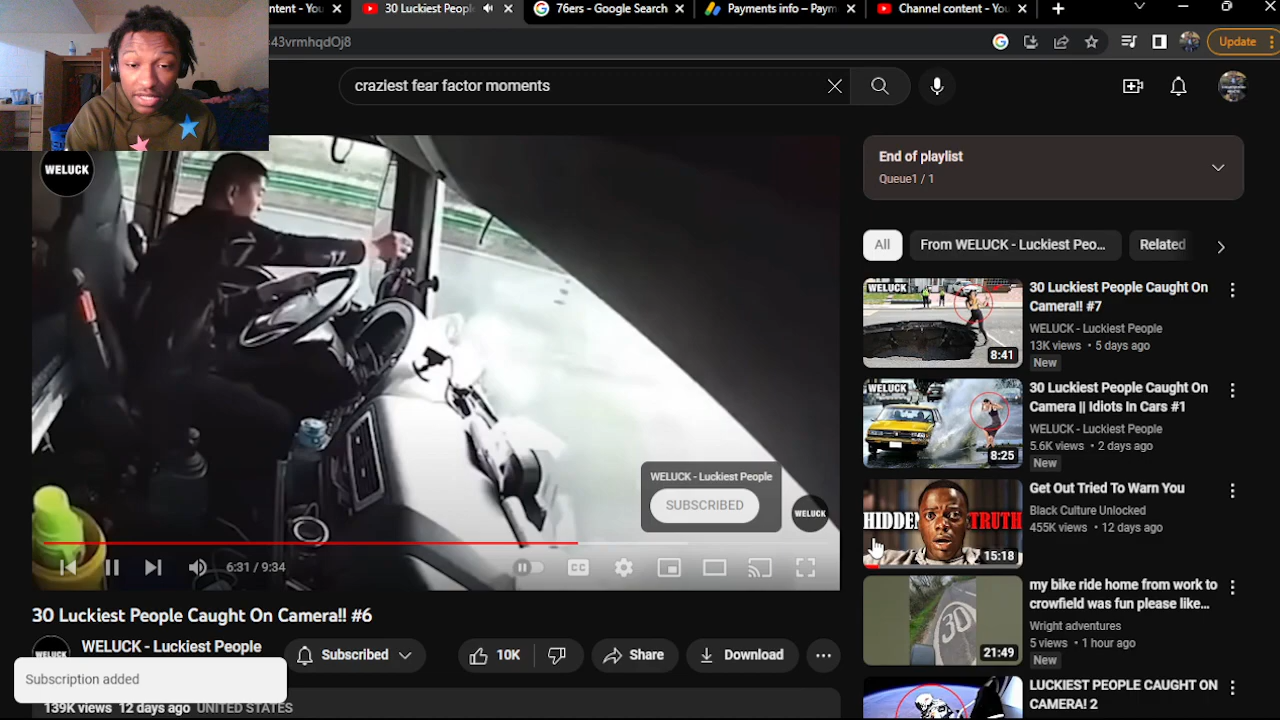 ntent - You
30 Luckiest Peopl
76ers - Google Search
Payments info – Paym
Channel content - You
=43vrmhqdOj8
Update
craziest fear factor moments
WELUCK
WELUCK - Luckiest People
SUBSCRIBED
WELUCK
6:31 / 9:34
CC
30 Luckiest People Caught On Camera!! #6
WELUCK
WELUCK - Luckiest People
Subscribed
10K
Share
Download
Subscription added
139K views 12 days ago UNITED STATES
End of playlist
Queue1 / 1
All
From WELUCK - Luckiest Peo...
Related
WELUCK
8:41
30 Luckiest People Caught On
Camera!! #7
WELUCK - Luckiest People
13K views • 5 days ago
New
WELUCK
8:25
30 Luckiest People Caught On
Camera || Idiots In Cars #1
WELUCK - Luckiest People
5.6K views • 2 days ago
New
HIDDEN TRUTH
15:18
Get Out Tried To Warn You
Black Culture Unlocked
455K views • 12 days ago
30
21:49
my bike ride home from work to
crowfield was fun please like...
Wright adventures
5 views • 1 hour ago
New
LUCKIEST PEOPLE CAUGHT ON
CAMERA! 2